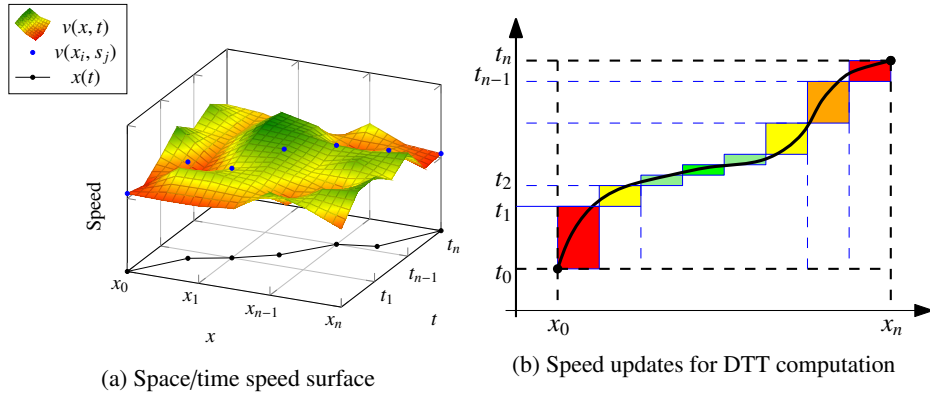 v(x, t)
v(x_i, s_j)
x(t)
Speed
x_0
x_1
x_{n−1}
x_n
x
t_1
t_{n−1}
t_n
t
(a) Space/time speed surface
t_n
t_{n−1}
t_2
t_1
t_0
x_0
x_n
(b) Speed updates for DTT computation